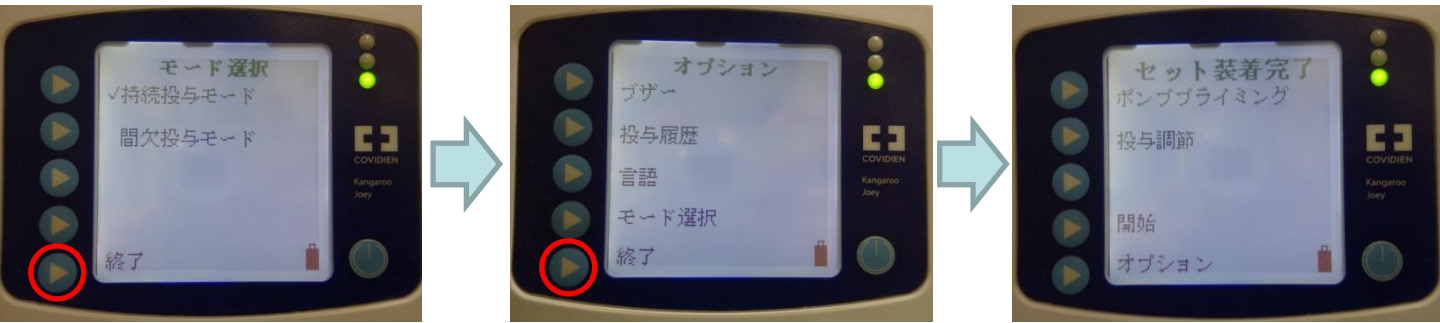 モード選択
✓持続投与モード
間欠投与モード
終了
COVIDIEN
Kangaroo
Joey
オプション
ブザー
投与履歴
言語
モード選択
終了
COVIDIEN
Kangaroo
Joey
セット装着完了
ポンププライミング
投与調節
開始
オプション
COVIDIEN
Kangaroo
Joey